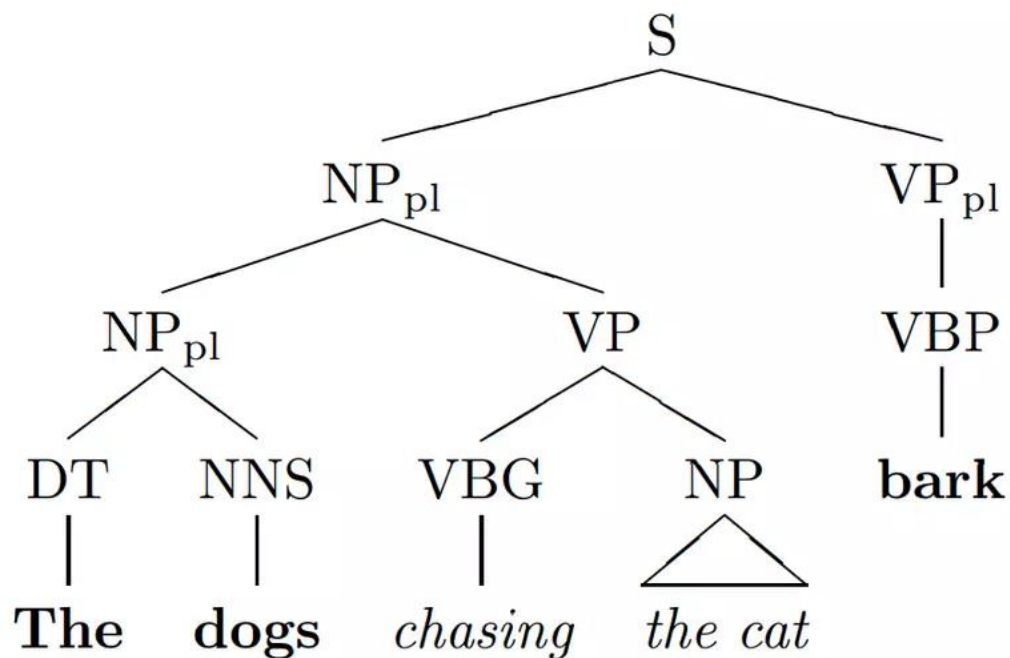 S
NPpl VPpl
NPpl VP VBP
DT NNS VBG NP bark
The dogs chasing the cat